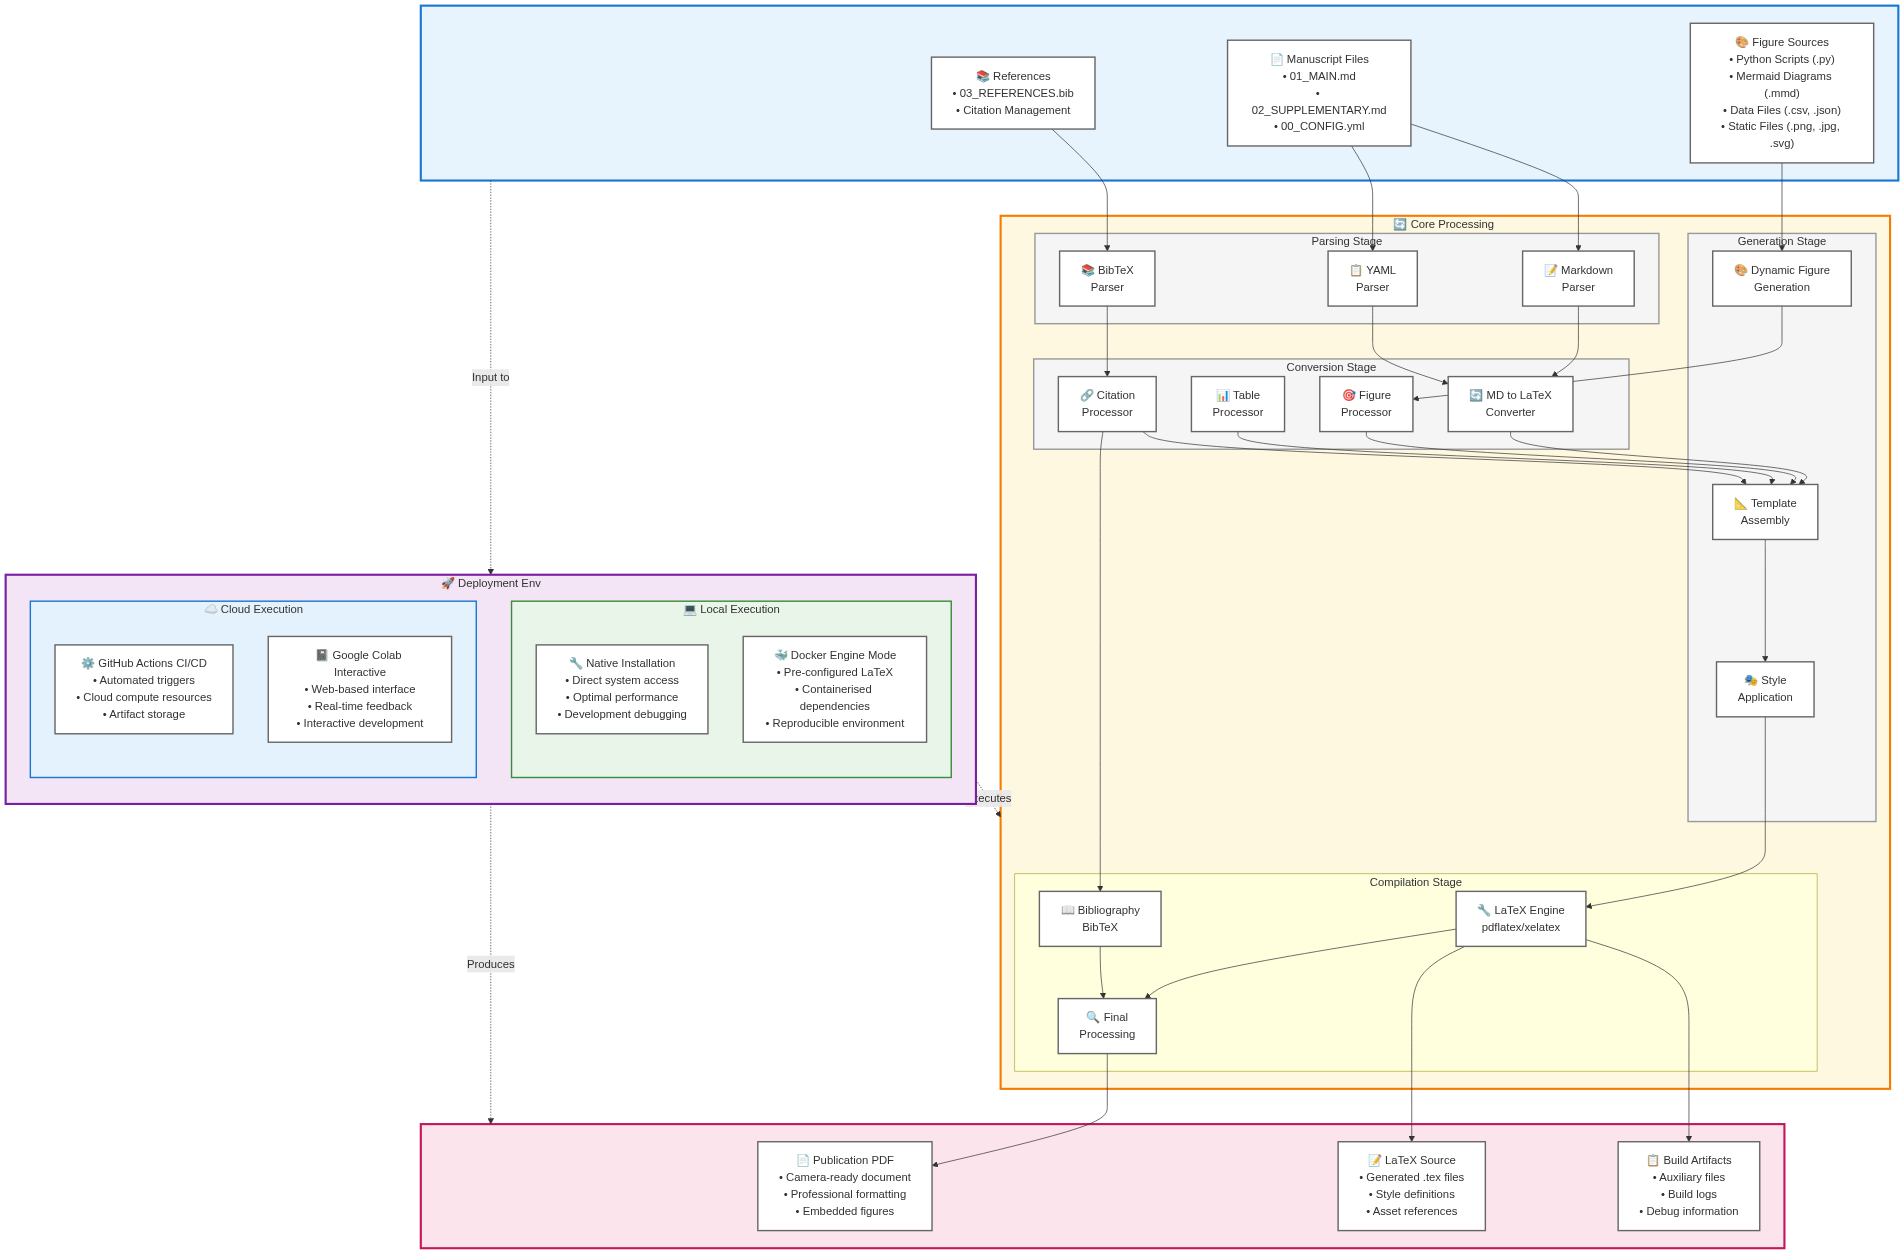 📚 References
• 03_REFERENCES.bib
• Citation Management
📄 Manuscript Files
• 01_MAIN.md
•
02_SUPPLEMENTARY.md
• 00_CONFIG.yml
🎨 Figure Sources
• Python Scripts (.py)
• Mermaid Diagrams
(.mmd)
• Data Files (.csv, .json)
• Static Files (.png, .jpg,
.svg)
🔄 Core Processing
Parsing Stage
📚 BibTeX
Parser
📋 YAML
Parser
📝 Markdown
Parser
Generation Stage
🎨 Dynamic Figure
Generation
Conversion Stage
🔗 Citation
Processor
📊 Table
Processor
🎯 Figure
Processor
🔄 MD to LaTeX
Converter
Input to
📐 Template
Assembly
🎭 Style
Application
🚀 Deployment Env
☁️ Cloud Execution
⚙️ GitHub Actions CI/CD
• Automated triggers
• Cloud compute resources
• Artifact storage
📓 Google Colab
Interactive
• Web-based interface
• Real-time feedback
• Interactive development
💻 Local Execution
🔧 Native Installation
• Direct system access
• Optimal performance
• Development debugging
🐳 Docker Engine Mode
• Pre-configured LaTeX
• Containerised
dependencies
• Reproducible environment
Compilation Stage
📖 Bibliography
BibTeX
🔧 LaTeX Engine
pdflatex/xelatex
🔍 Final
Processing
Produces
📄 Publication PDF
• Camera-ready document
• Professional formatting
• Embedded figures
📝 LaTeX Source
• Generated .tex files
• Style definitions
• Asset references
📋 Build Artifacts
• Auxiliary files
• Build logs
• Debug information